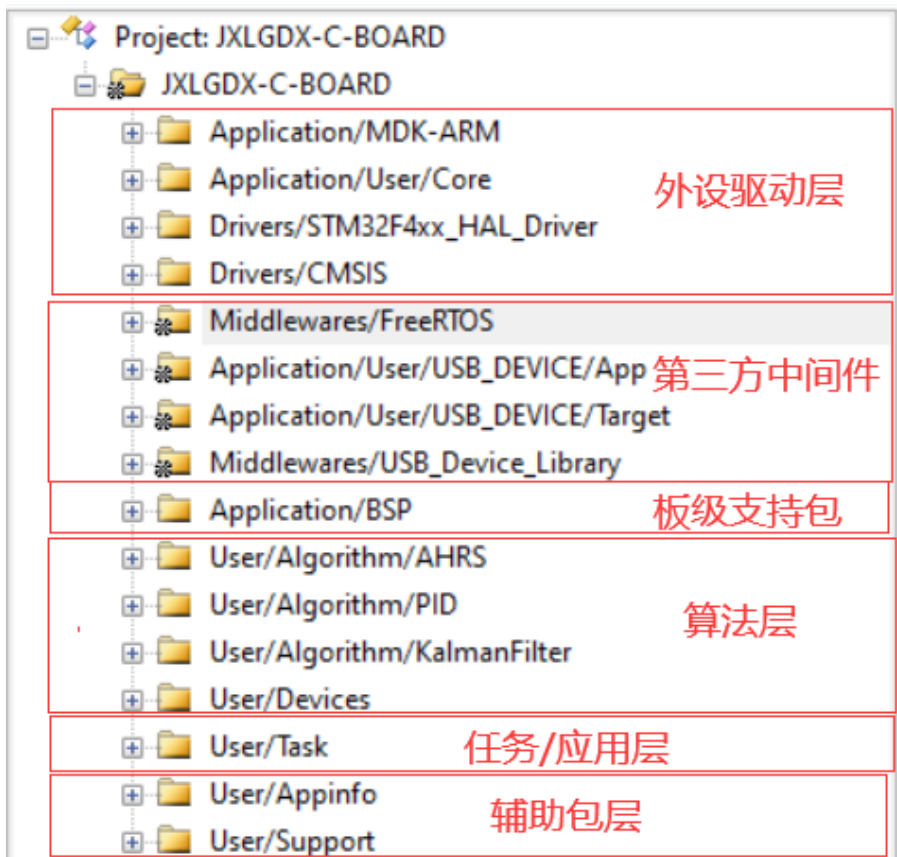 Project: JXLGDX-C-BOARD
JXLGDX-C-BOARD
Application/MDK-ARM
Application/User/Core
外设驱动层
Drivers/STM32F4xx_HAL_Driver
Drivers/CMSIS
Middlewares/FreeRTOS
Application/User/USB_DEVICE/App
第三方中间件
Application/User/USB_DEVICE/Target
Middlewares/USB_Device_Library
Application/BSP 板级支持包
User/Algorithm/AHRS
User/Algorithm/PID
算法层
User/Algorithm/KalmanFilter
User/Devices
User/Task 任务/应用层
User/Appinfo
辅助包层
User/Support